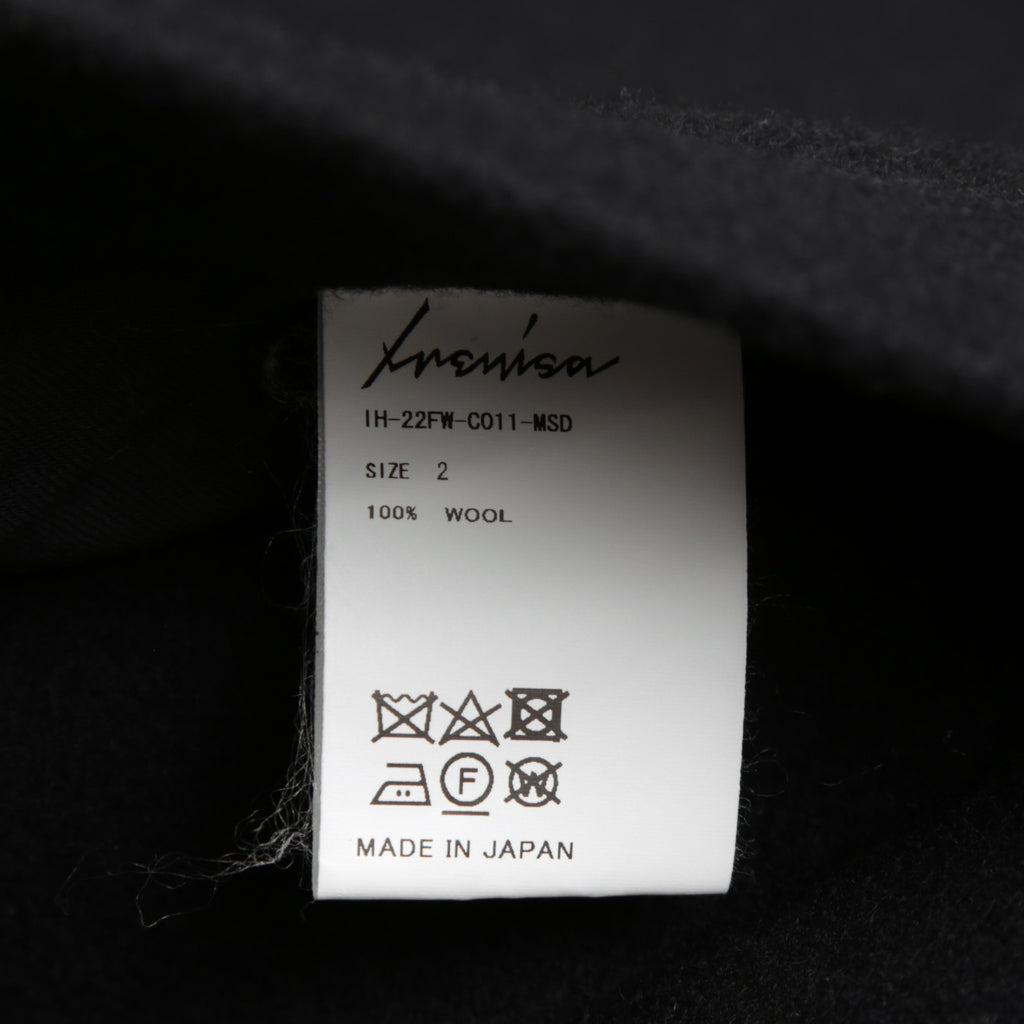 Irenisa
IH-22FW-C011-MSD
SIZE 2
100% WOOL
F
W
MADE IN JAPAN